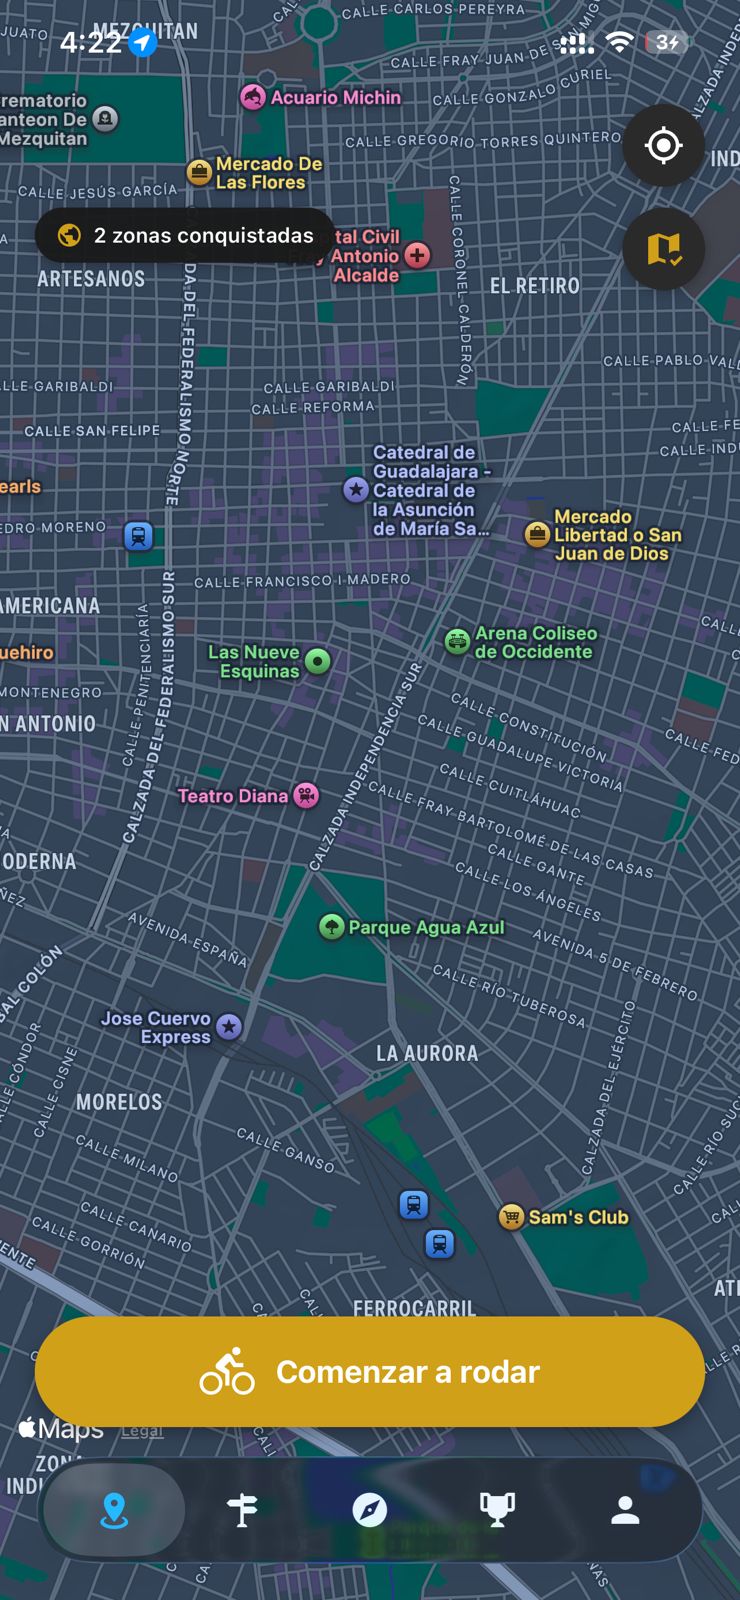 CALLE CARLOS PEREYRA
MEZQUITAN
4:22
3
CALLE FRAY JUAN DE SAN MIG
CALLE GONZALO CURIEL
Acuario Michin
rematorio
anteon De
Mezquitan
CALLE GREGORIO TORRES QUINTERO
Mercado De
Las Flores
CALLE JESÚS GARCÍA
2 zonas conquistadas
tal Civil
Fray Antonio
Alcalde
ARTESANOS
EL RETIRO
CALLE CORONEL CALDERÓN
CALZADA DEL FEDERALISMO NORTE
CALLE PABLO VAL
LLE GARIBALDI
CALLE GARIBALDI
CALLE REFORMA
CALLE SAN FELIPE
CALLE FE
CALLE IND
Catedral de
Guadalajara -
Catedral de
la Asunción
de María Sa...
earls
EDRO MORENO
Mercado
Libertad o San
Juan de Dios
CALLE FRANCISCO I MADERO
AMERICANA
CALLE PENITENCIARÍA
CALZADA DEL FEDERALISMO SUR
Las Nueve
Esquinas
Arena Coliseo
de Occidente
uehiro
MONTENEGRO
N ANTONIO
CALZADA INDEPENDENCIA SUR
CALLE CONSTITUCIÓN
CALLE GUADALUPE VICTORIA
CALLE FED
CALLE CUITLÁHUAC
Teatro Diana
CALLE FRAY BARTOLOMÉ DE LAS CASAS
CALLE GANTE
CALLE LOS ÁNGELES
ODERNA
ÑEZ
AVENIDA ESPAÑA
Parque Agua Azul
AVENIDA 5 DE FEBRERO
CALLE RÍO TUBEROSA
BAL COLÓN
Jose Cuervo
Express
LA AURORA
CALLE CÓNDOR
CALLE CISNE
CALZADA DEL EJÉRCITO
CALLE RÍO SUC
MORELOS
CALLE GANSO
CALLE MILANO
CALLE CANARIO
CALLE GORRIÓN
Sam's Club
FERROCARRIL
Comenzar a rodar
Maps
Legal
ZON
INDU